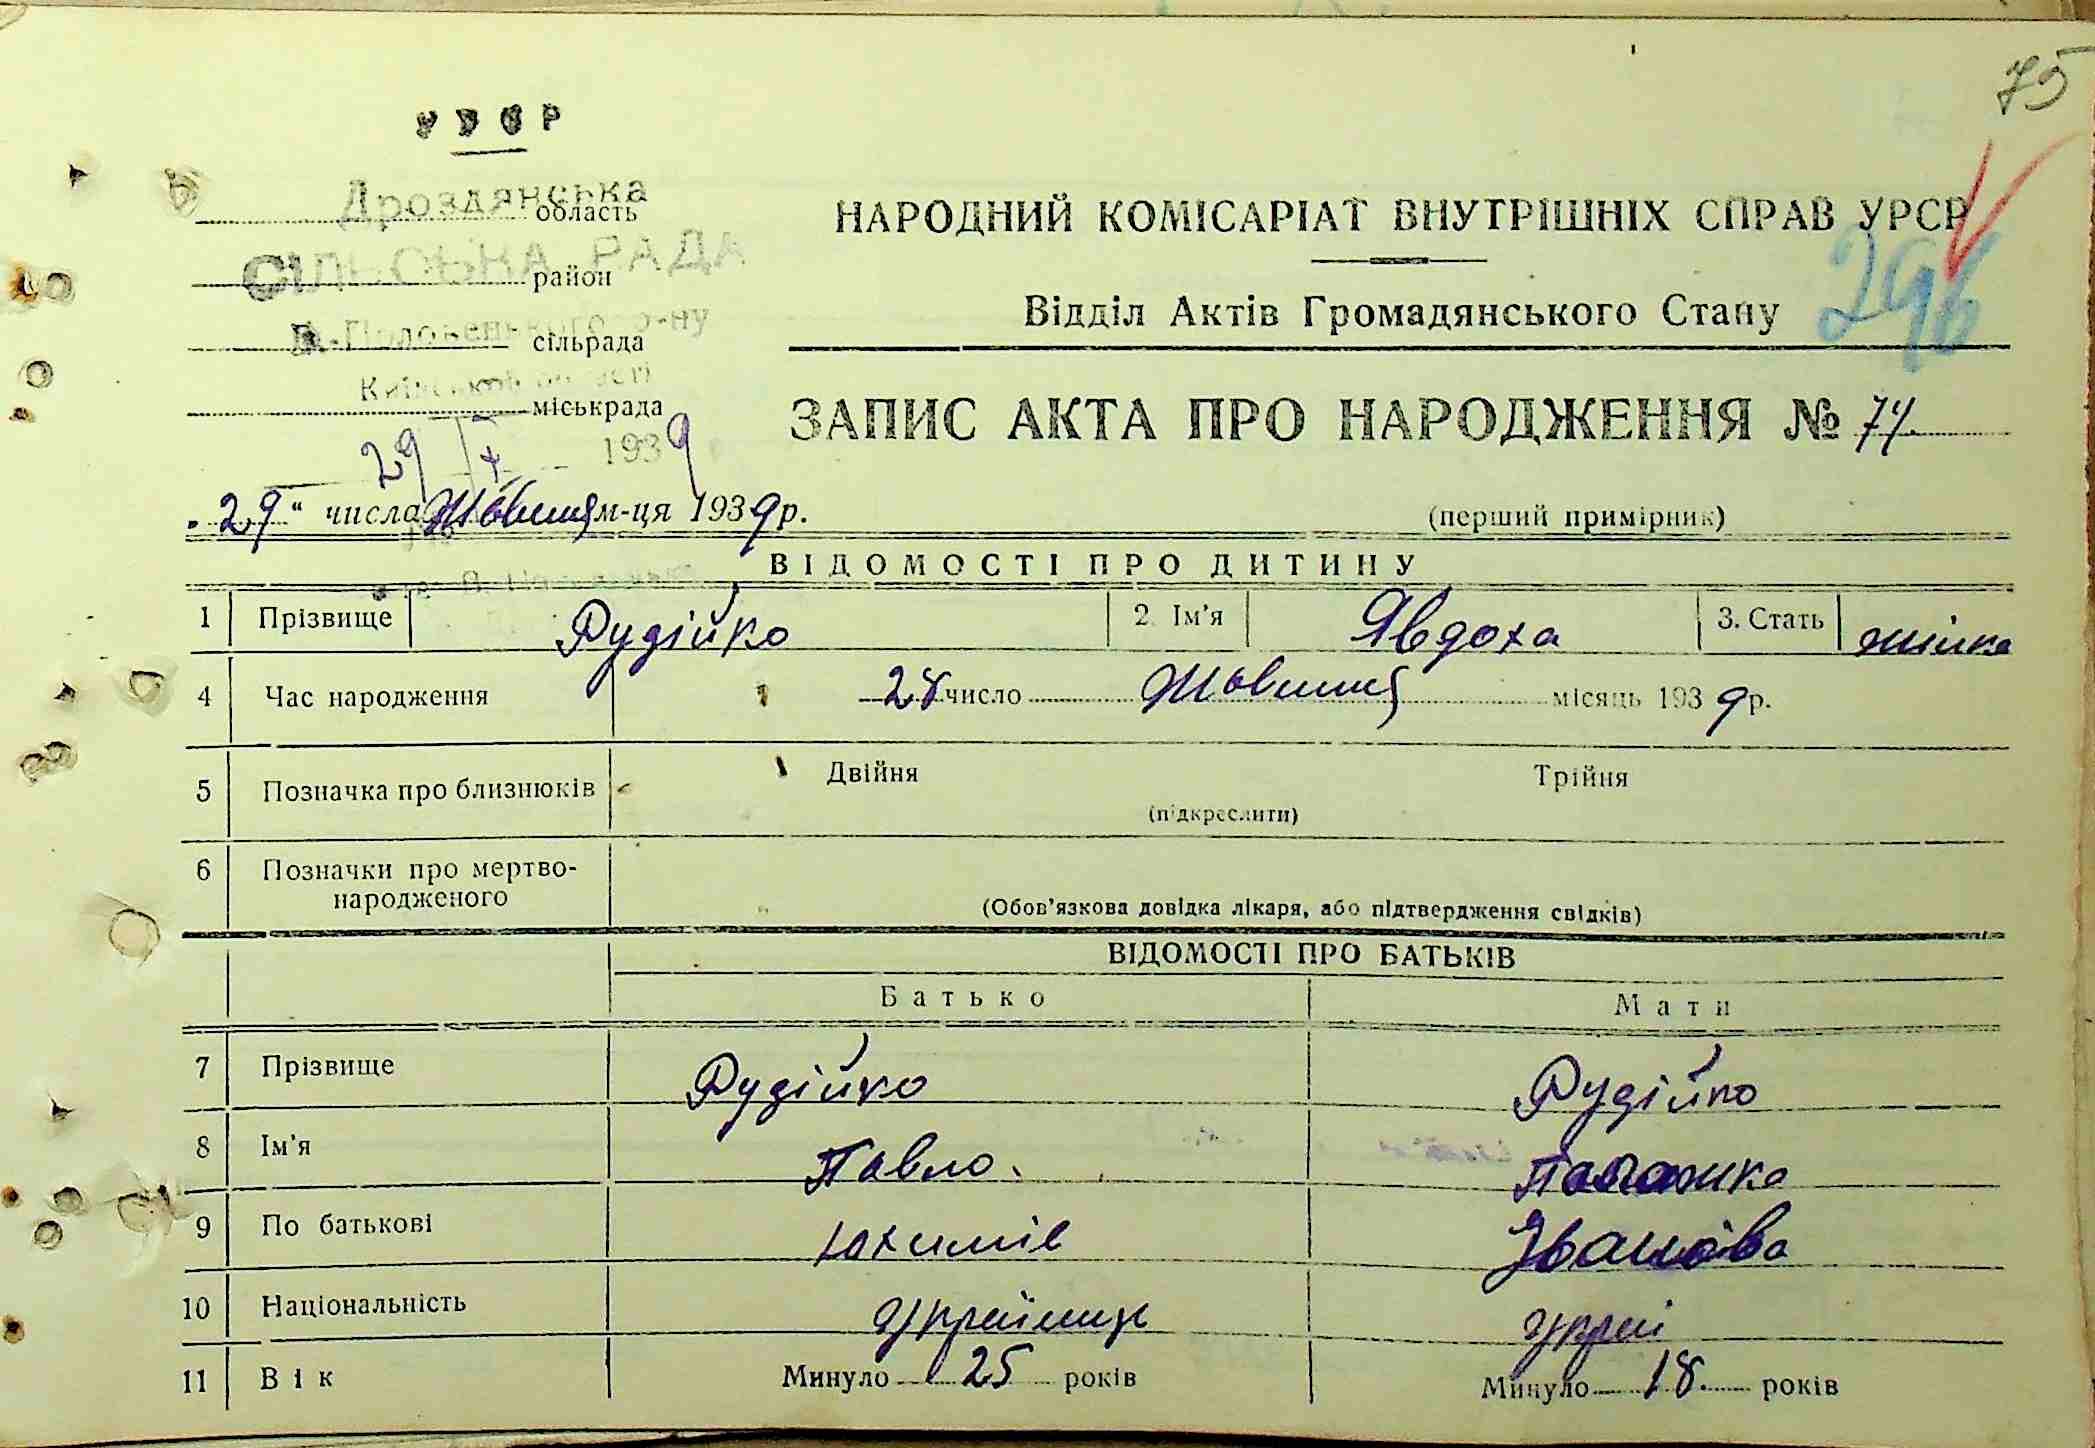 75
УРСР
Дроздянська
область
СІЛЬСЬКА РАДА
район
сільрада
міськрада
29 X 1939
НАРОДНИЙ КОМІСАРІАТ ВНУТРІШНІХ СПРАВ УРСР
296
Відділ Актів Громадянського Стану
ЗАПИС АКТА ПРО НАРОДЖЕННЯ № 74
„29“ числа Жовтня м-ця 1939 р.
(перший примірник)
ВІДОМОСТІ ПРО ДИТИНУ
1 Прізвище Рудійко 2. Ім'я Явдоха 3. Стать жінка
4 Час народження 28 число Жовтня місяць 1939 р.
5 Позначка про близнюків Двійня Трійня
(підкреслити)
6 Позначки про мертво-
народженого
(Обов'язкова довідка лікаря, або підтвердження свідків)
ВІДОМОСТІ ПРО БАТЬКІВ
Батько Мати
7 Прізвище Рудійко Рудійко
8 Ім'я Павло
9 По батькові Юхимів Іванова
10 Національність Українець Украї
11 Вік Минуло 25 років Минуло 18 років